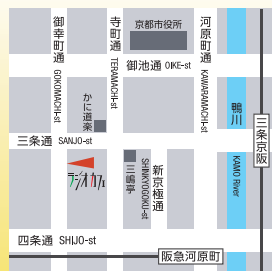 御幸町通 GOKOMACHI-st
寺町通 TERAMACHI-st
京都市役所
河原町通 KAWARAMACHI-st
御池通 OIKE-st
かに道楽
鴨川
KAMO River
三条通 SANJO-st
三条京阪
ラジオカフェ
三嶋亭
SHINKYOGOKU-st
新京極通
四条通 SHIJO-st
阪急河原町